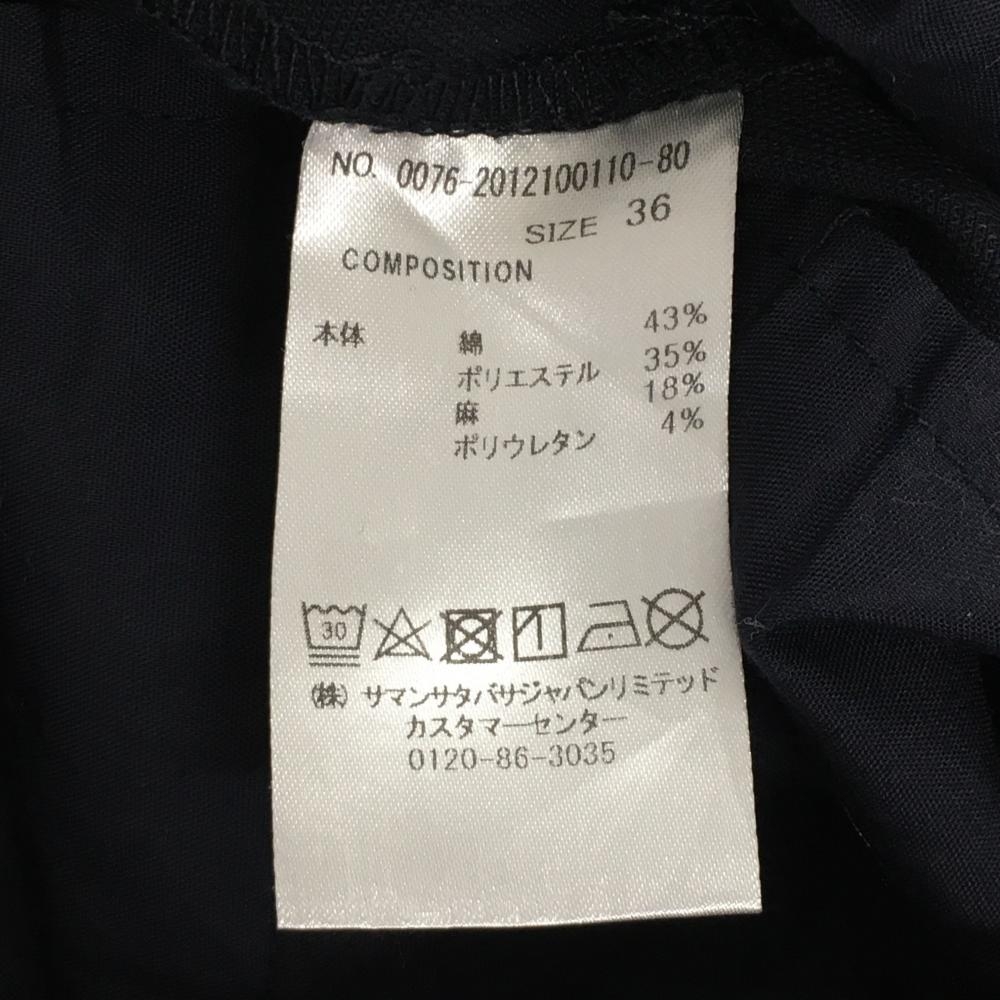 NO. 0076-2012100110-80
SIZE 36
COMPOSITION
本体 綿 43%
ポリエステル 35%
麻 18%
ポリウレタン 4%
30
(株) サマンサタバサジャパンリミテッド
カスタマーセンター
0120-86-3035